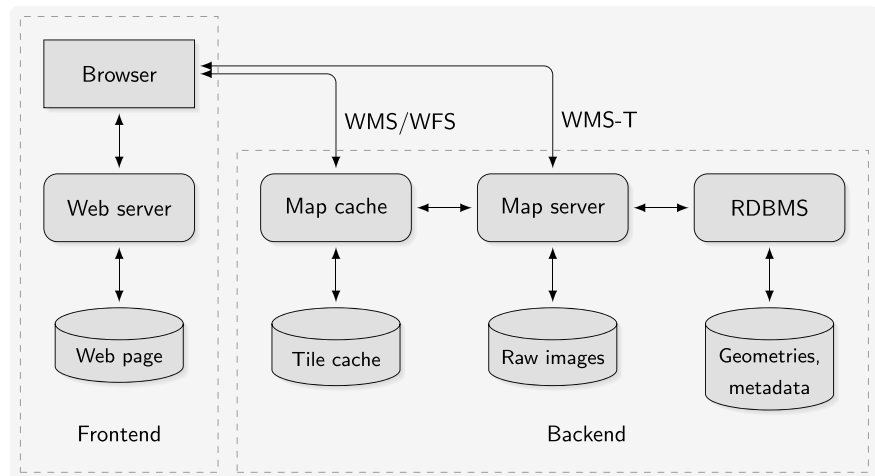 Browser
WMS/WFS
WMS-T
Web server
Map cache
Map server
RDBMS
Web page
Tile cache
Raw images
Geometries,
metadata
Frontend
Backend